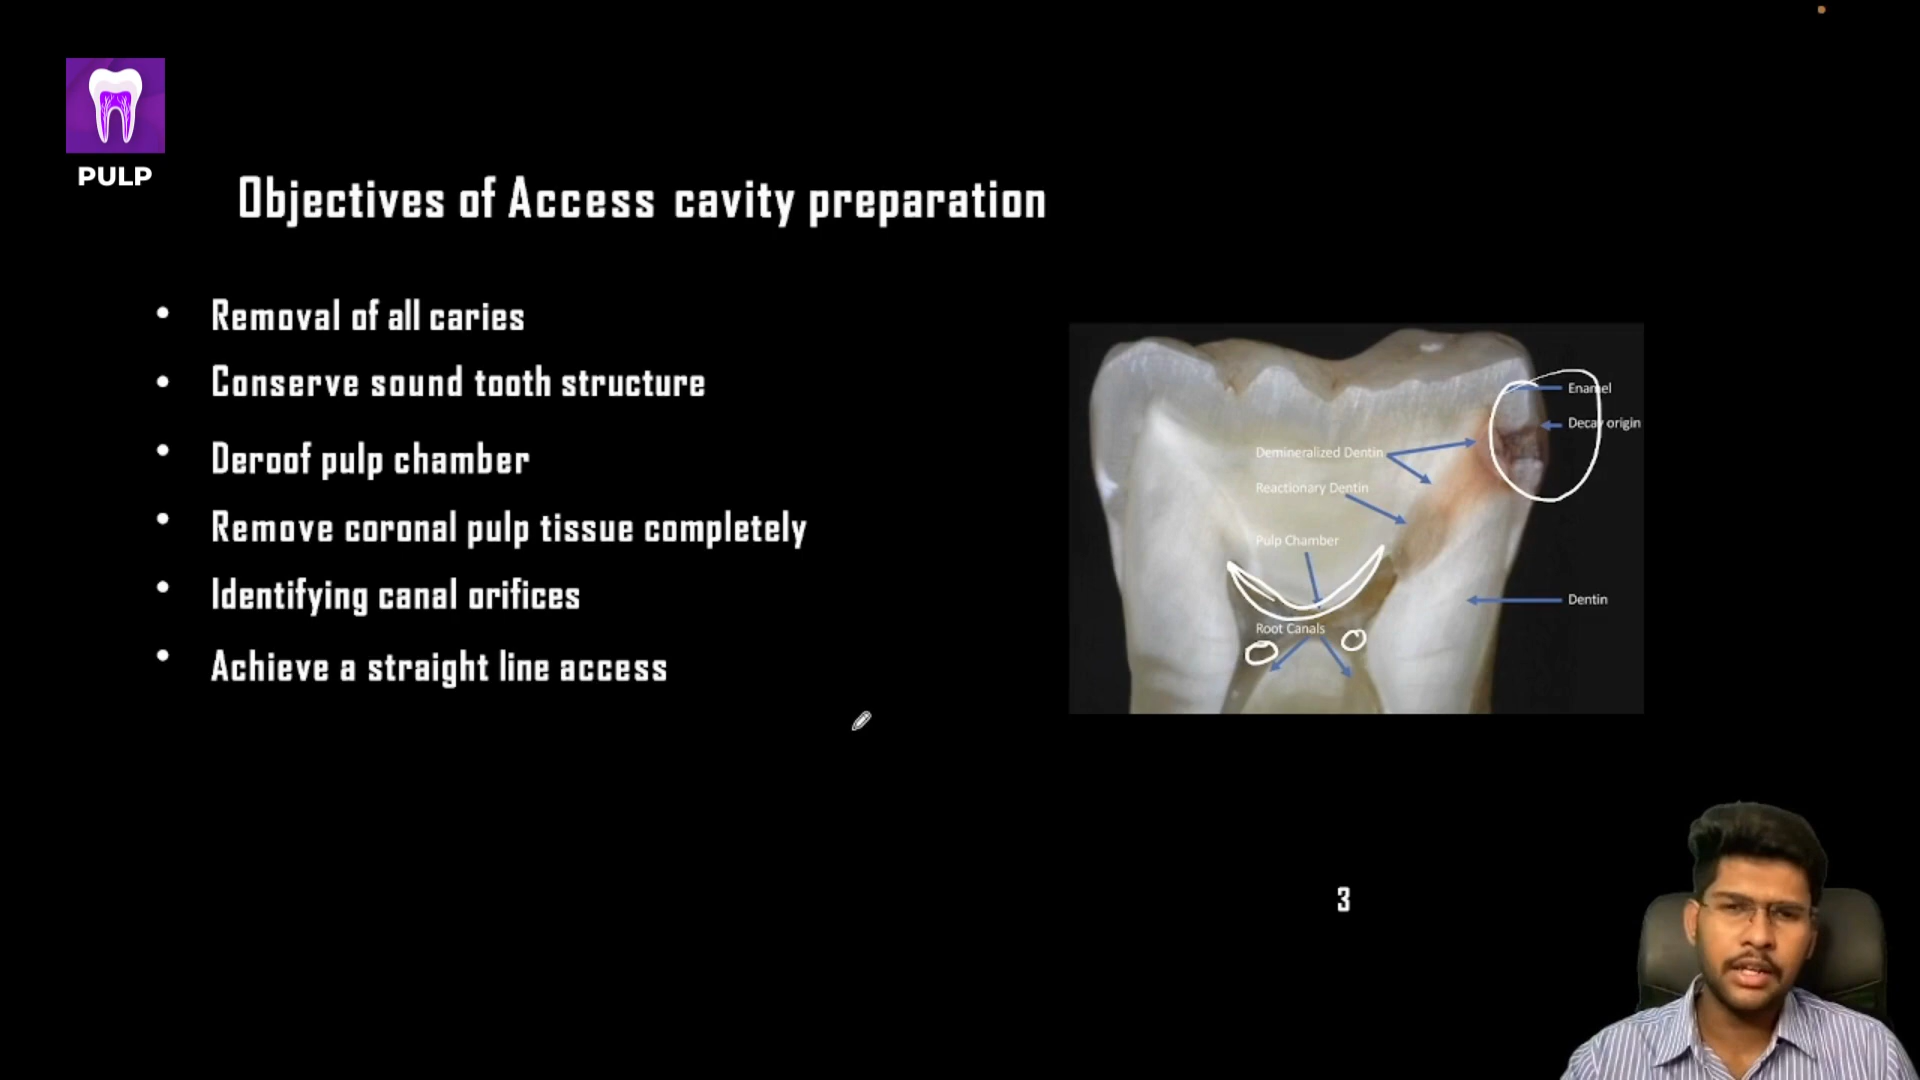 PULP
Objectives of Access cavity preparation
• Removal of all caries
• Conserve sound tooth structure
• Deroof pulp chamber
• Remove coronal pulp tissue completely
• Identifying canal orifices
• Achieve a straight line access
Enamel
Decay origin
Demineralized Dentin
Reactionary Dentin
Pulp Chamber
Dentin
Root Canals
3